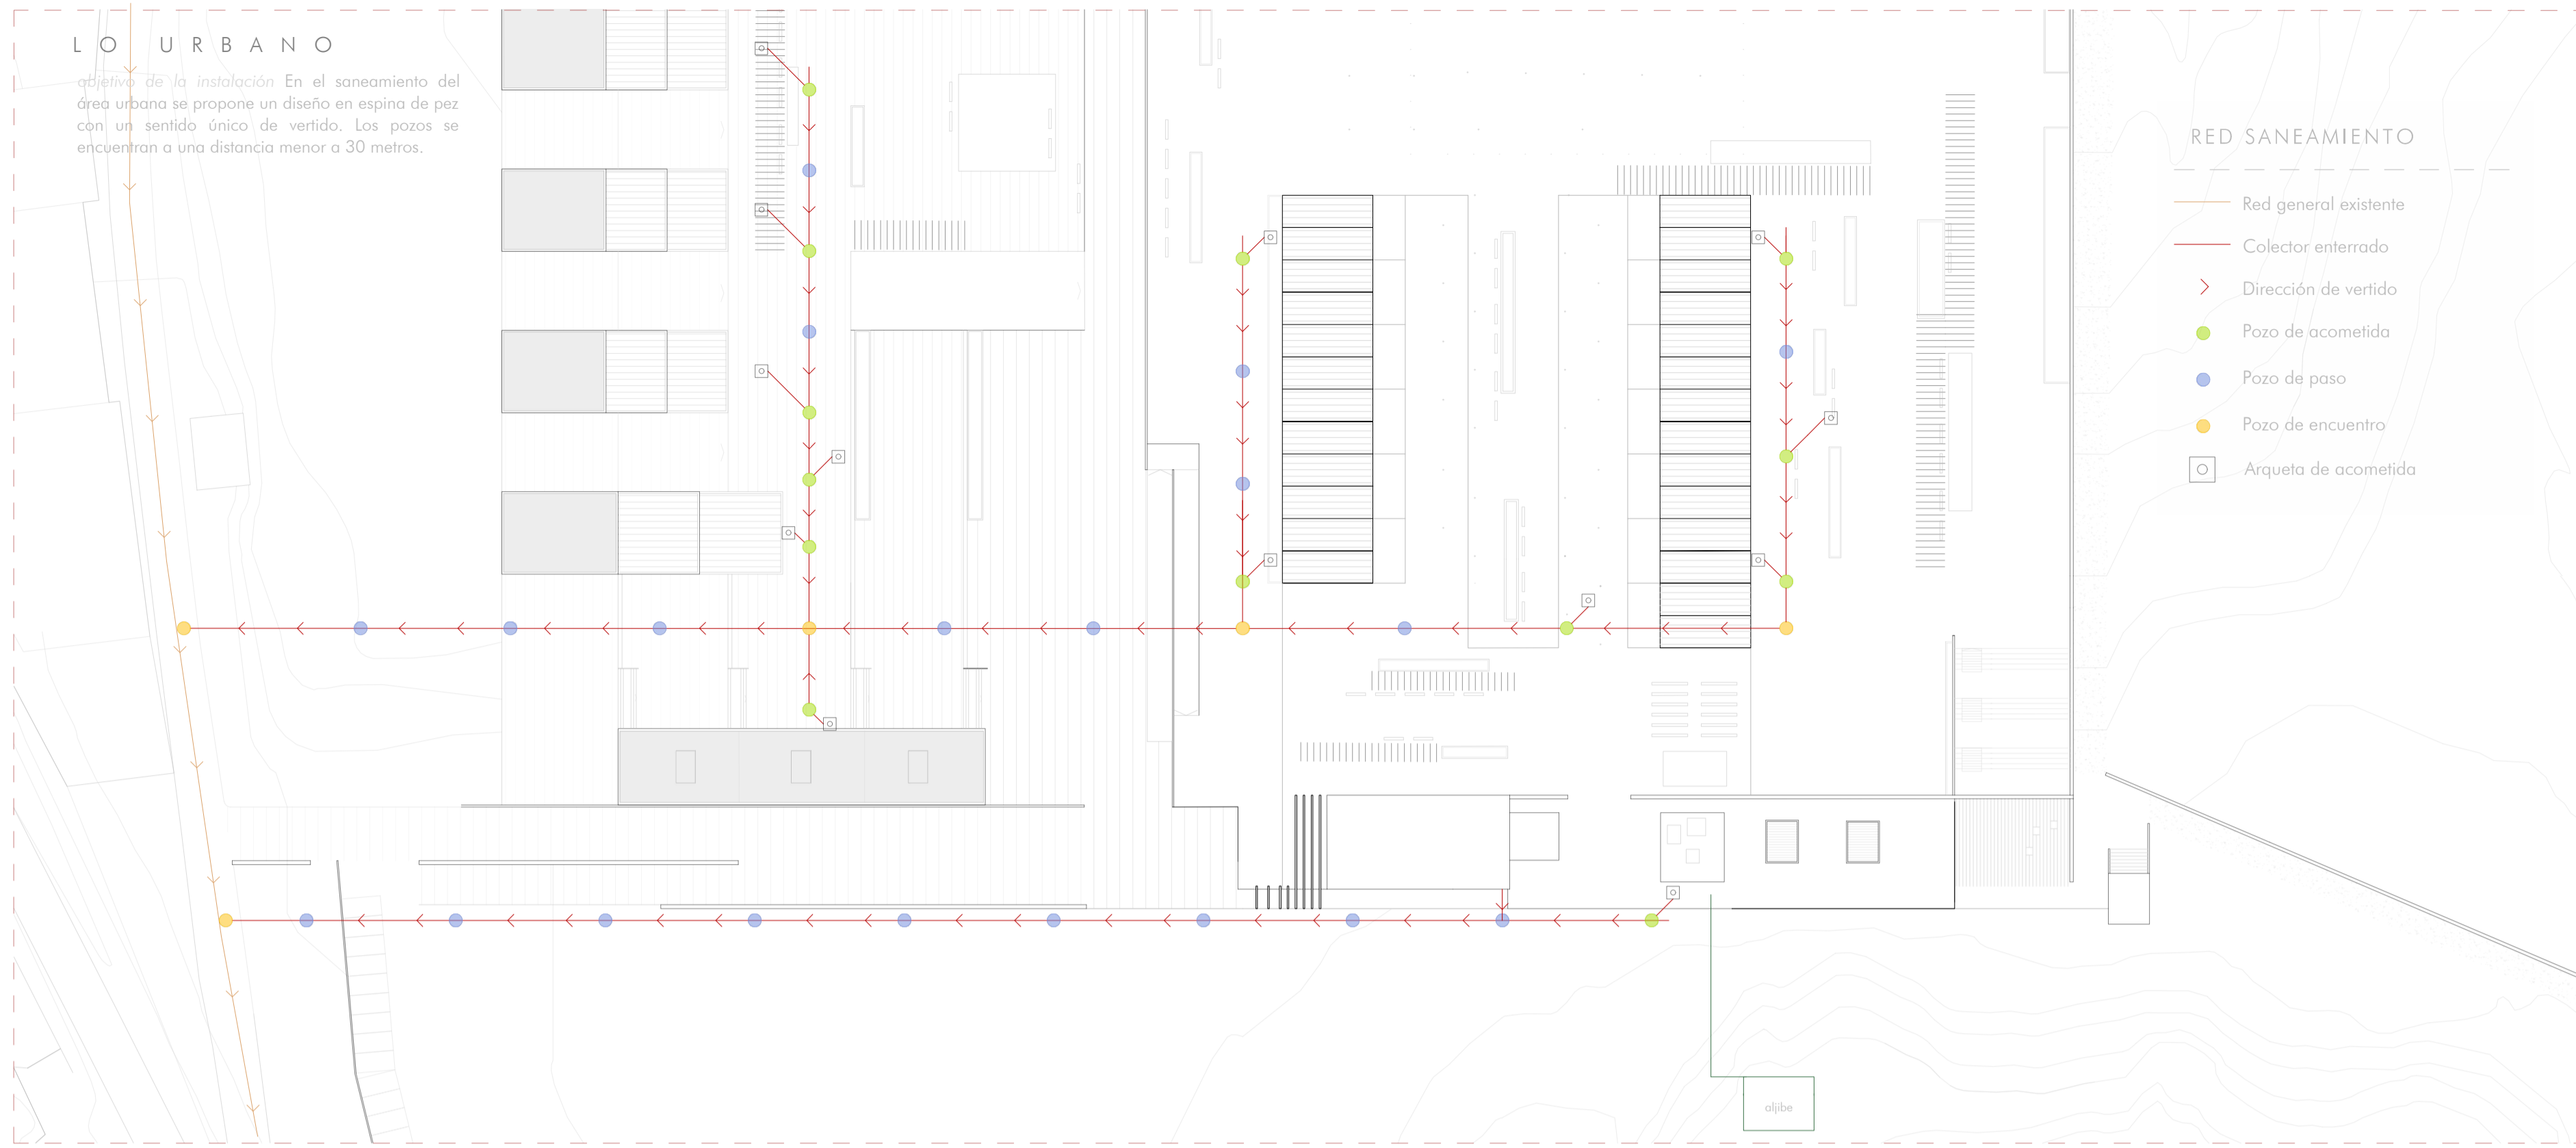 LO URBANO
objetivo de la instalación En el saneamiento del
área urbana se propone un diseño en espina de pez
con un sentido único de vertido. Los pozos se
encuentran a una distancia menor a 30 metros.
RED SANEAMIENTO
Red general existente
Colector enterrado
Dirección de vertido
Pozo de acometida
Pozo de paso
Pozo de encuentro
Arqueta de acometida
aljibe